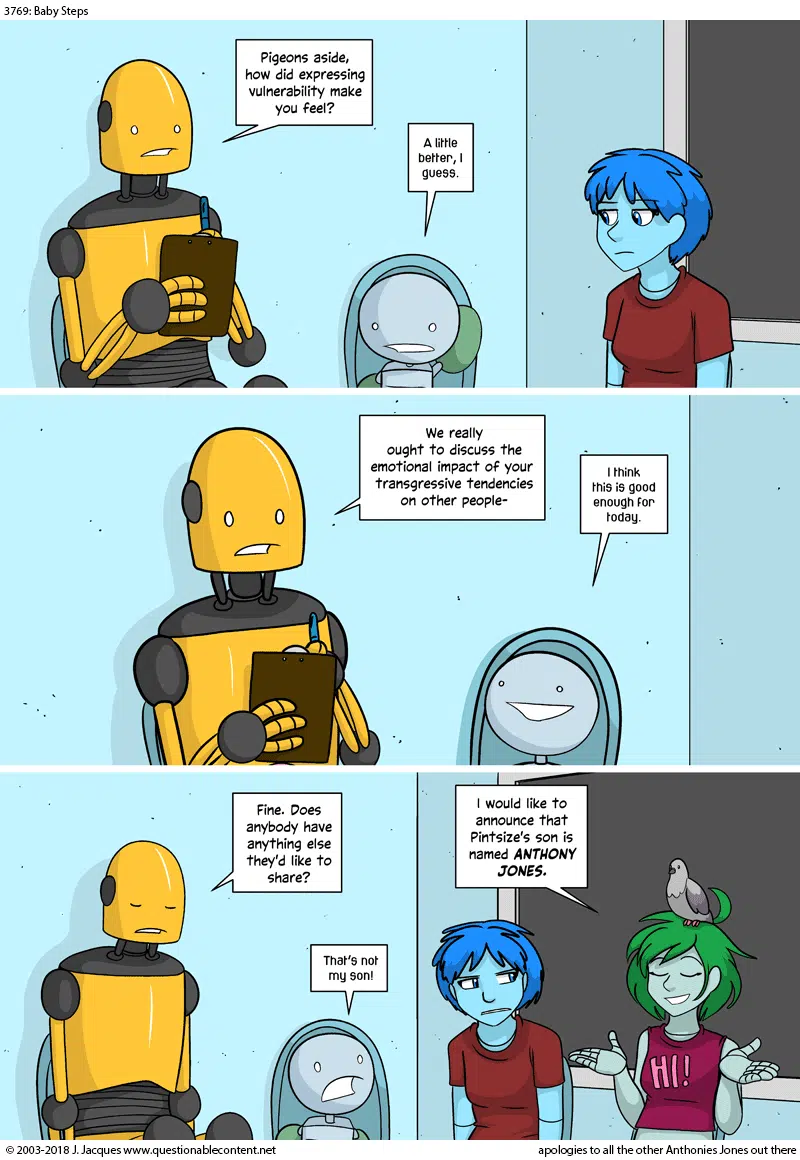 3769: Baby Steps
Pigeons aside,
how did expressing
vulnerability make
you feel?
A little
better, I
guess.
We really
ought to discuss the
emotional impact of your
transgressive tendencies
on other people-
I think
this is good
enough for
today.
Fine. Does
anybody have
anything else
they'd like to
share?
That's not
my son!
I would like to
announce that
Pintsize's son is
named ANTHONY
JONES.
HI!
© 2003-2018 J. Jacques www.questionablecontent.net
apologies to all the other Anthonies Jones out there